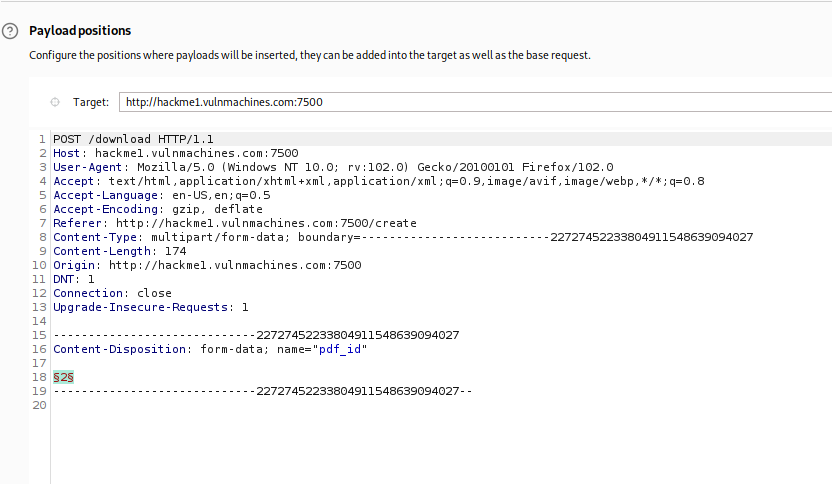 ?
Payload positions
Configure the positions where payloads will be inserted, they can be added into the target as well as the base request.
Target: http://hackme1.vulnmachines.com:7500
1 POST /download HTTP/1.1
2 Host: hackme1.vulnmachines.com:7500
3 User-Agent: Mozilla/5.0 (Windows NT 10.0; rv:102.0) Gecko/20100101 Firefox/102.0
4 Accept: text/html,application/xhtml+xml,application/xml;q=0.9,image/avif,image/webp,*/*;q=0.8
5 Accept-Language: en-US,en;q=0.5
6 Accept-Encoding: gzip, deflate
7 Referer: http://hackme1.vulnmachines.com:7500/create
8 Content-Type: multipart/form-data; boundary=---------------------------227274522338049115486390940​27
9 Content-Length: 174
10 Origin: http://hackme1.vulnmachines.com:7500
11 DNT: 1
12 Connection: close
13 Upgrade-Insecure-Requests: 1
14
15 -----------------------------22727452233804911548639094027
16 Content-Disposition: form-data; name="pdf_id"
17
18 §2§
19 -----------------------------22727452233804911548639094027--
20